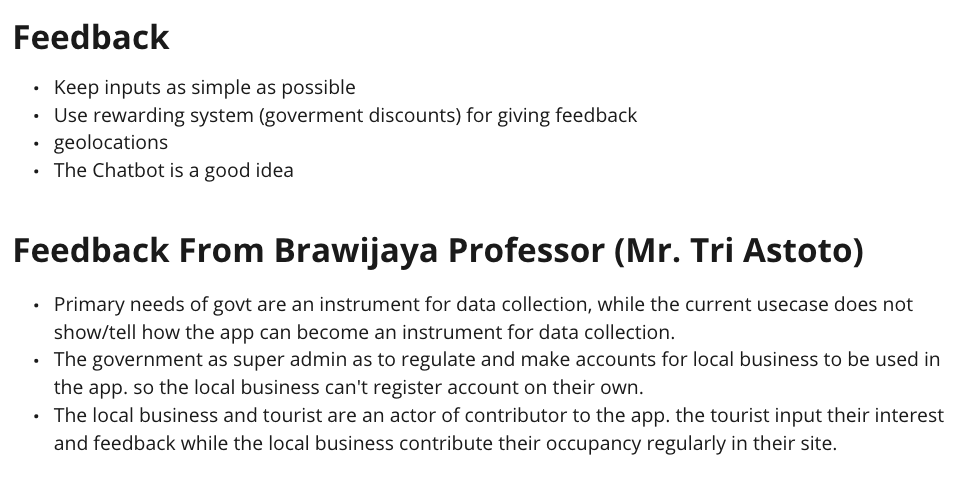 Feedback
• Keep inputs as simple as possible
• Use rewarding system (goverment discounts) for giving feedback
• geolocations
• The Chatbot is a good idea
Feedback From Brawijaya Professor (Mr. Tri Astoto)
• Primary needs of govt are an instrument for data collection, while the current usecase does not
show/tell how the app can become an instrument for data collection.
• The government as super admin as to regulate and make accounts for local business to be used in
the app. so the local business can't register account on their own.
• The local business and tourist are an actor of contributor to the app. the tourist input their interest
and feedback while the local business contribute their occupancy regularly in their site.